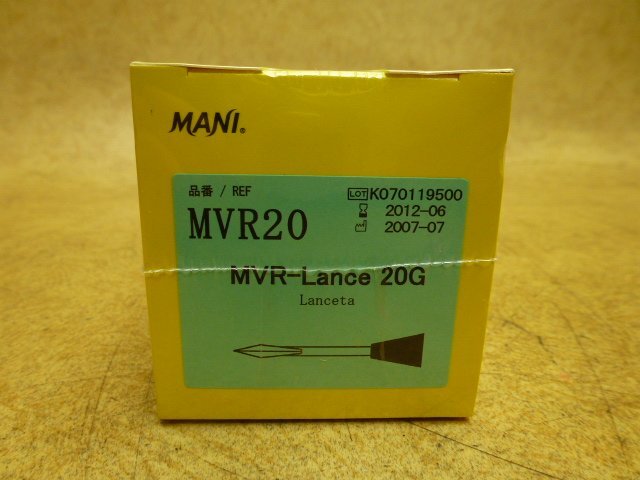 MANI®
品番 / REF
LOT K070119500
MVR20
2012-06
2007-07
MVR-Lance 20G
Lanceta